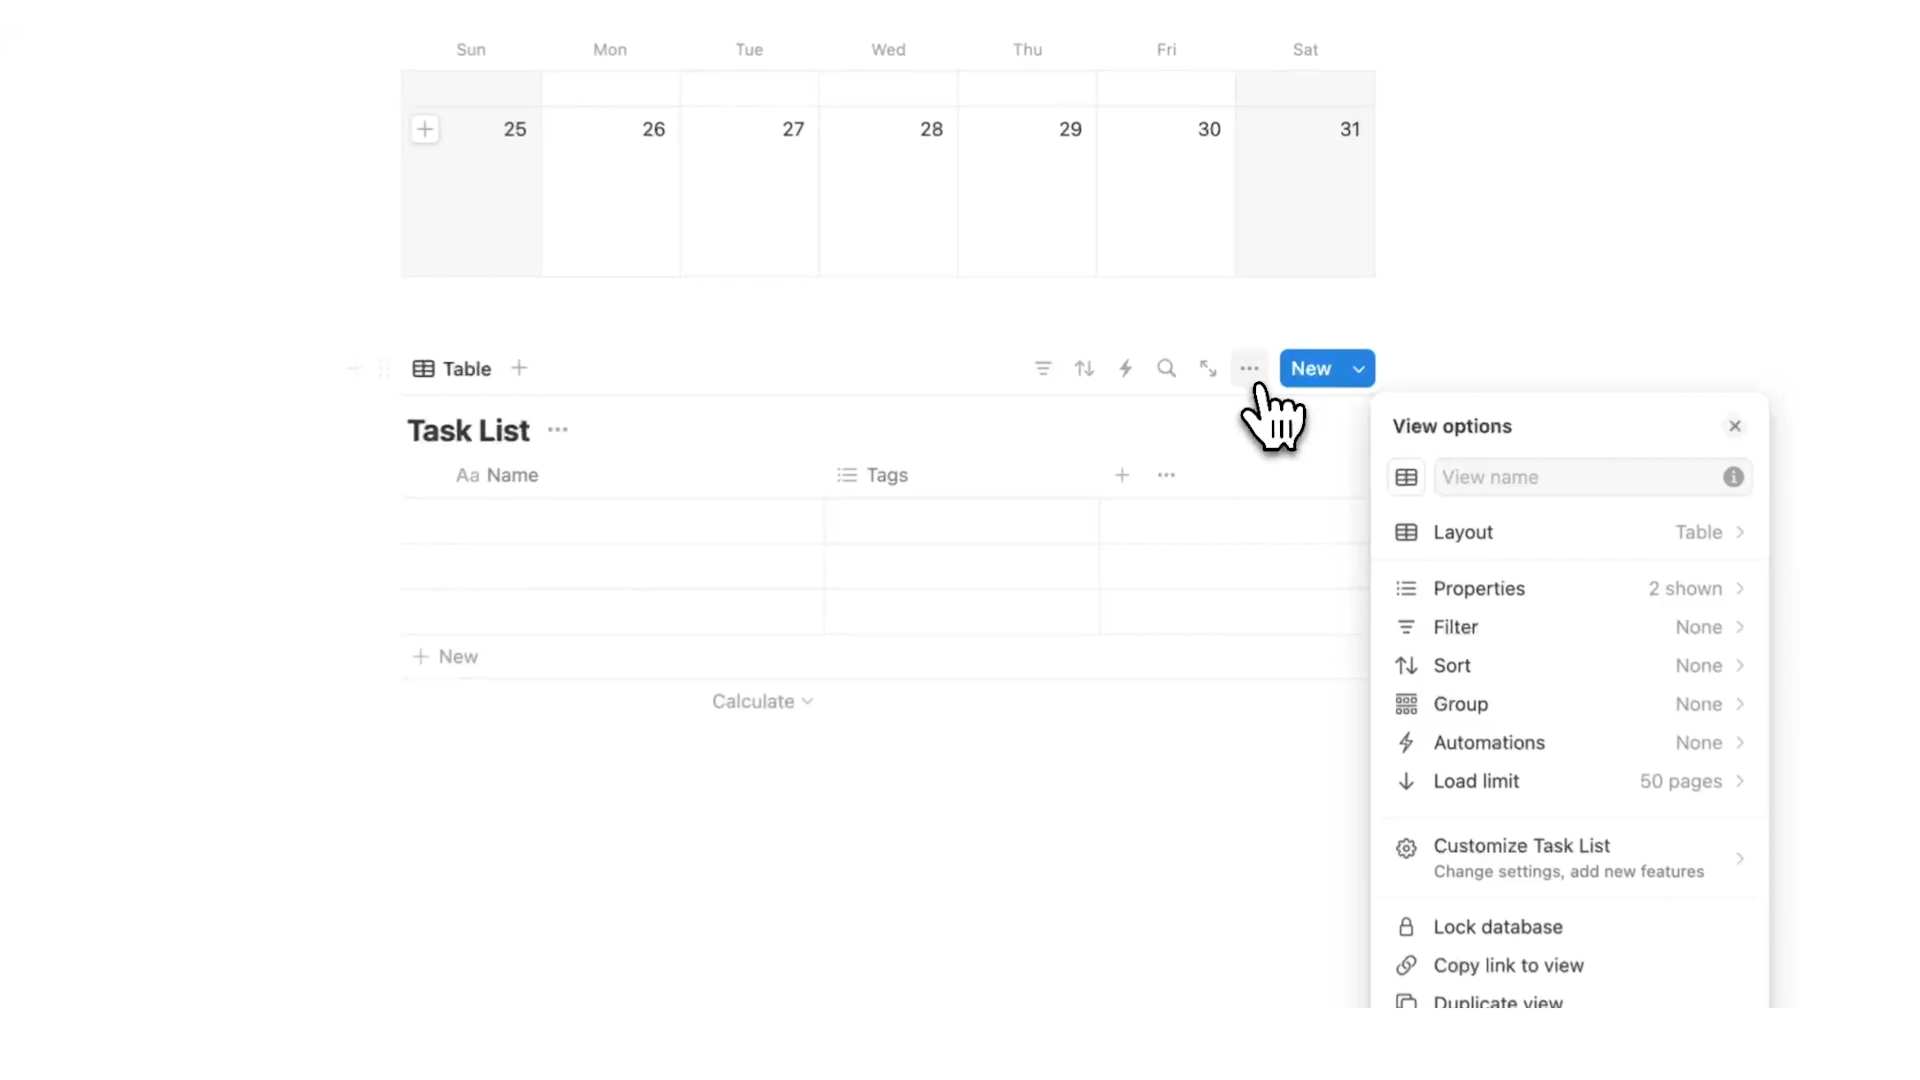 Sun Mon Tue Wed Thu Fri Sat
25 26 27 28 29 30 31
Table
New
Task List
Aa Name Tags
New
Calculate
View options
View name
Layout Table
Properties 2 shown
Filter None
Sort None
Group None
Automations None
Load limit 50 pages
Customize Task List
Change settings, add new features
Lock database
Copy link to view
Duplicate view